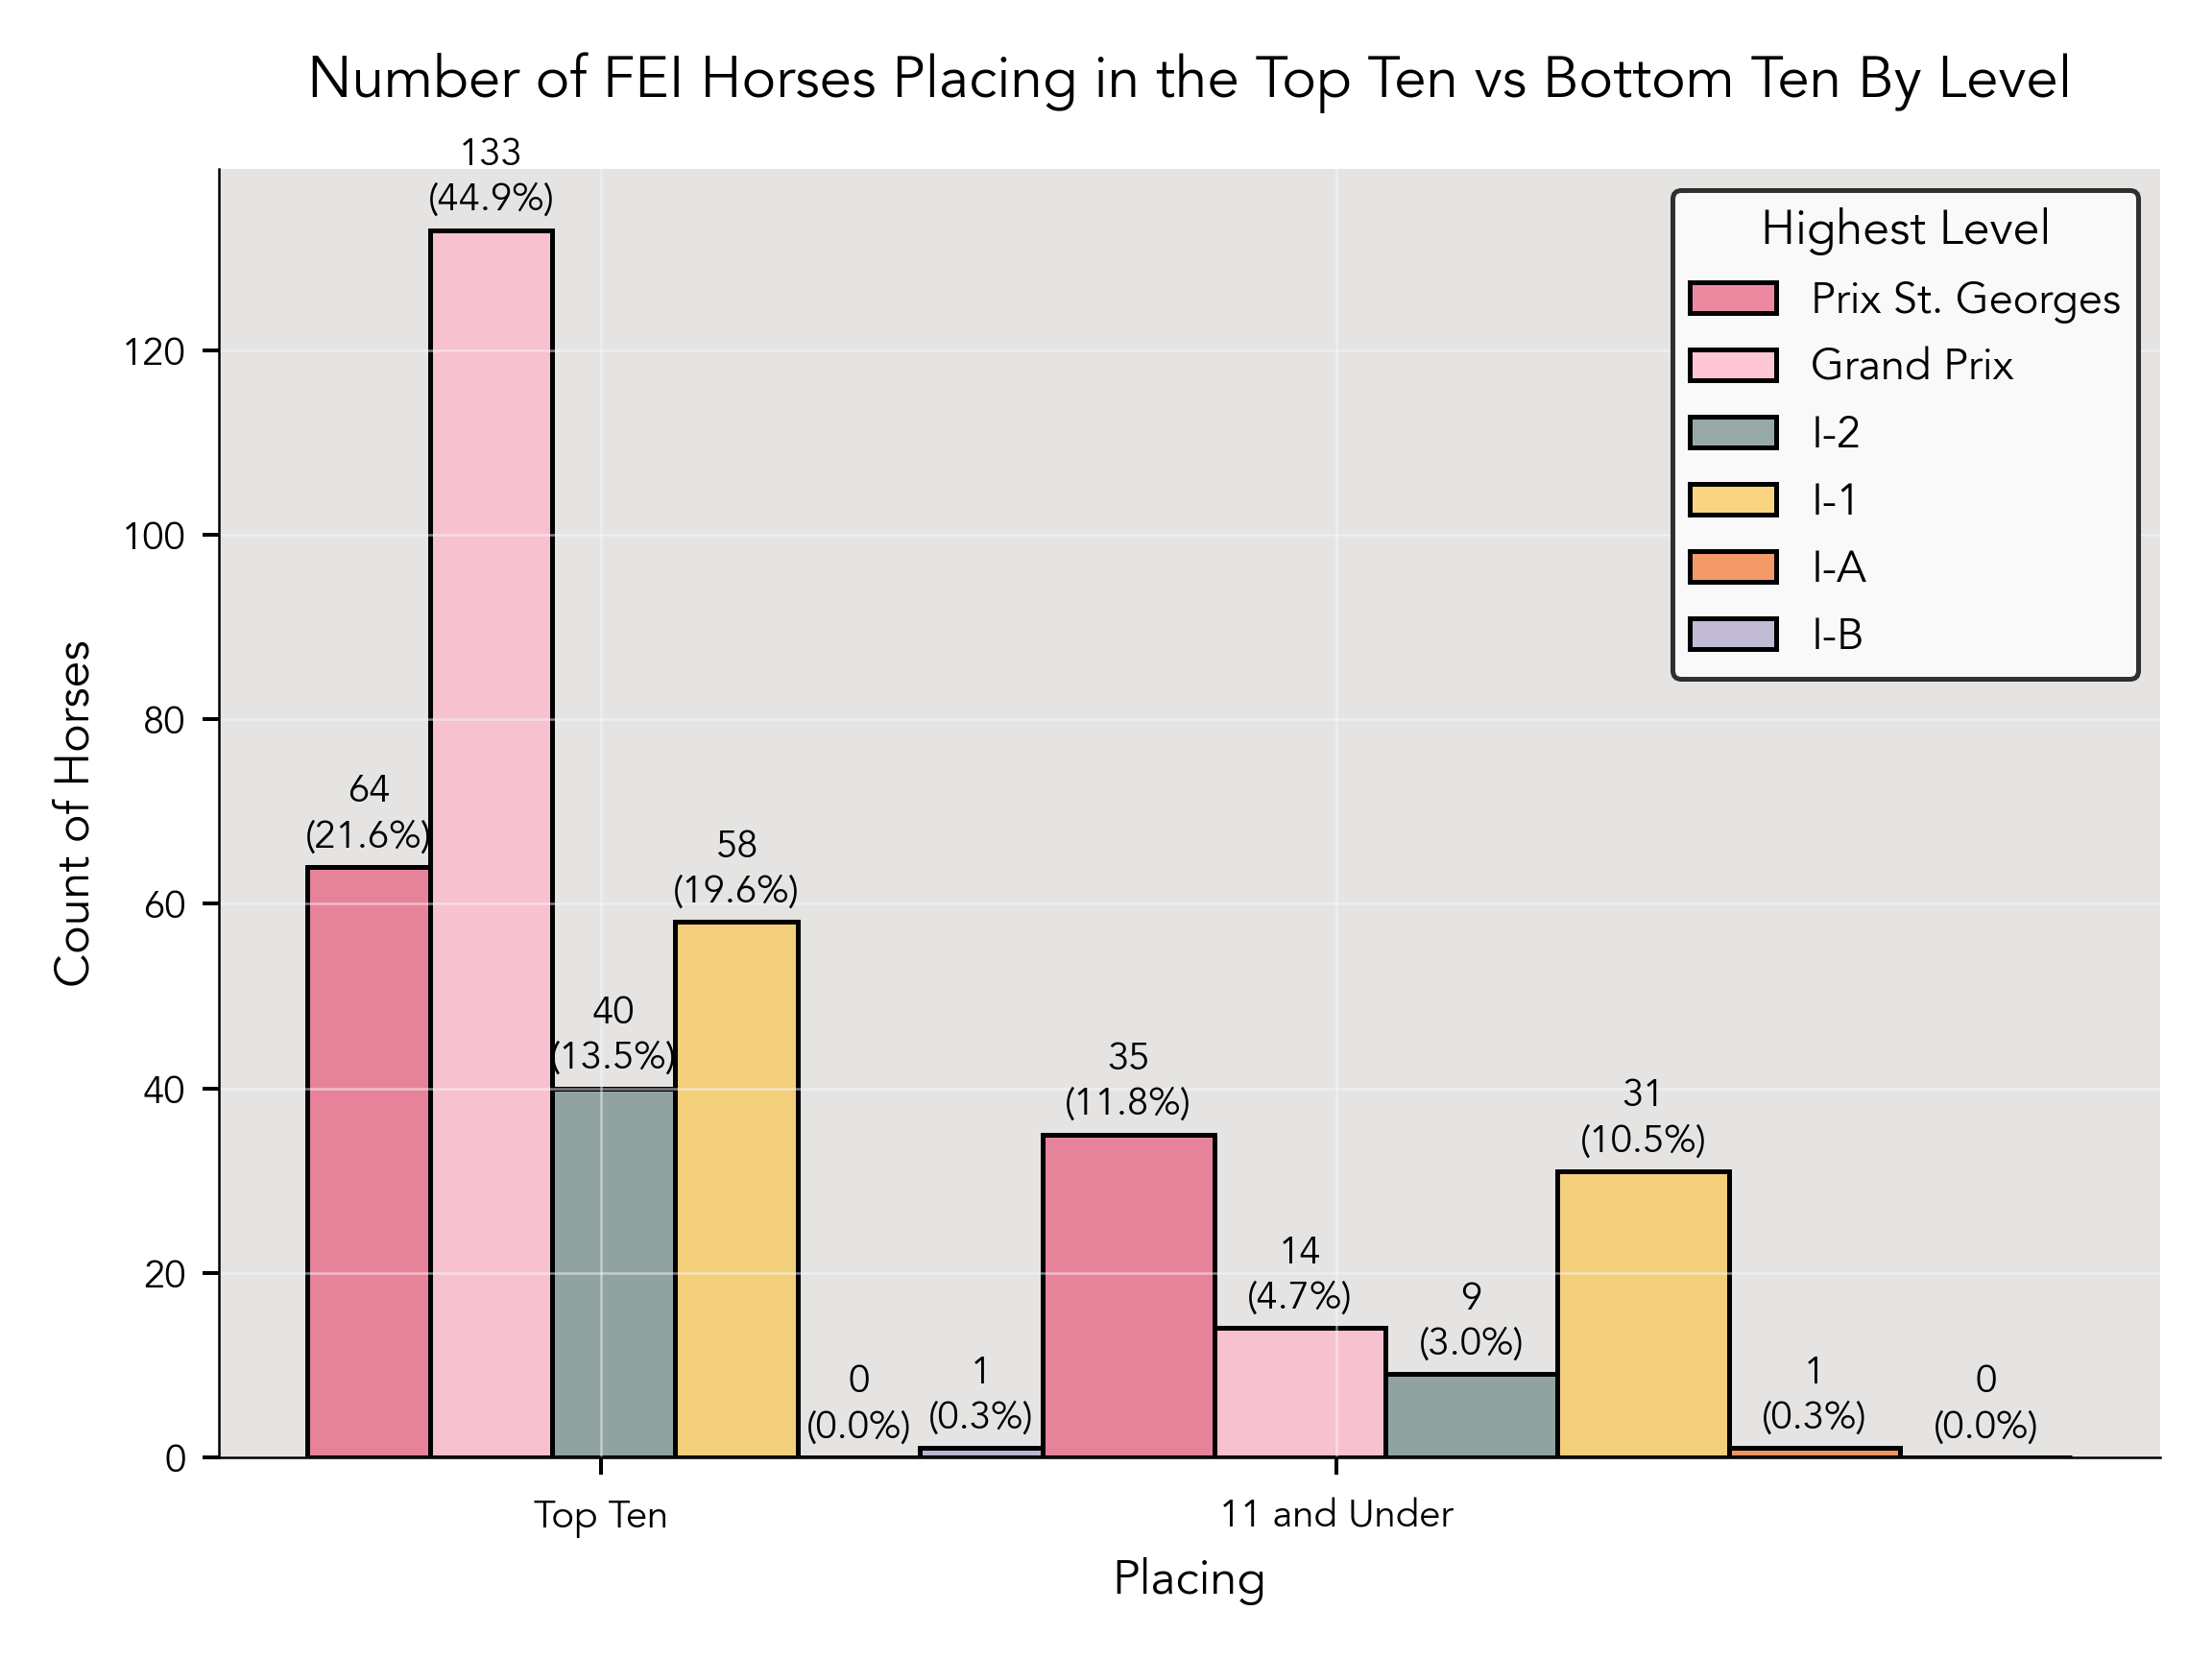 Number of FEI Horses Placing in the Top Ten vs Bottom Ten By Level
133
(44.9%)
Highest Level
Prix St. Georges
Grand Prix
I-2
I-1
I-A
I-B
120
100
80
60
40
20
0
Count of Horses
64
(21.6%)
40
(13.5%)
58
(19.6%)
0
(0.0%)
1
(0.3%)
35
(11.8%)
14
(4.7%)
9
(3.0%)
31
(10.5%)
1
(0.3%)
0
(0.0%)
Top Ten
11 and Under
Placing